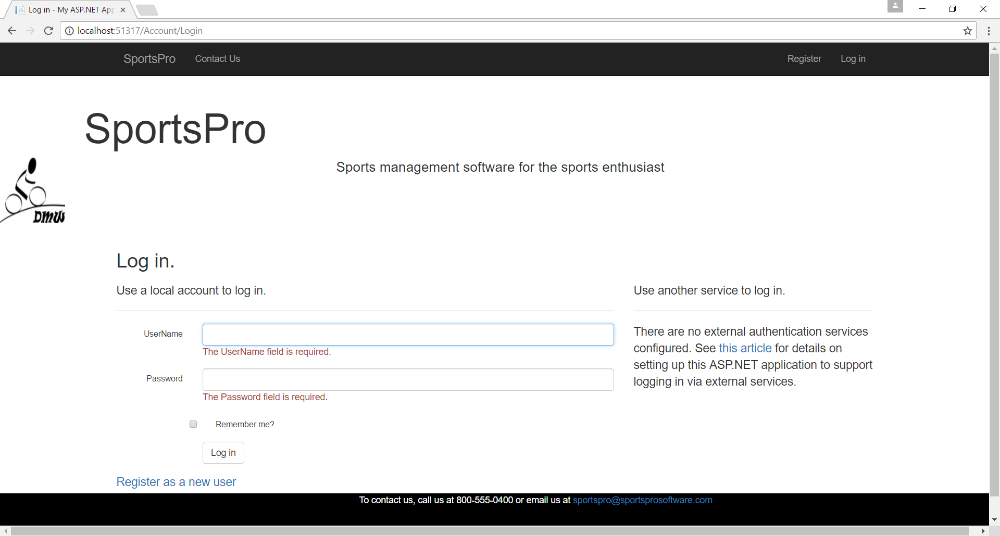 Log in - My ASP.NET App
localhost:51317/Account/Login
SportsPro Contact Us Register Log in
SportsPro
Sports management software for the sports enthusiast
DMW
Log in.
Use a local account to log in.
Use another service to log in.
UserName
The UserName field is required.
Password
The Password field is required.
Remember me?
Log in
There are no external authentication services
configured. See this article for details on
setting up this ASP.NET application to support
logging in via external services.
Register as a new user
To contact us, call us at 800-555-0400 or email us at sportspro@sportsprosoftware.com